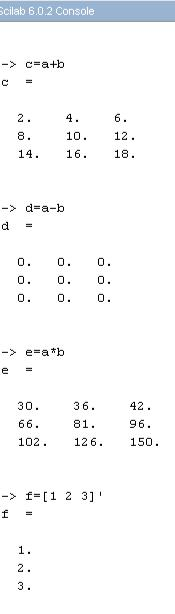 Scilab 6.0.2 Console
-> c=a+b
c =
2. 4. 6.
8. 10. 12.
14. 16. 18.
-> d=a-b
d =
0. 0. 0.
0. 0. 0.
0. 0. 0.
-> e=a*b
e =
30. 36. 42.
66. 81. 96.
102. 126. 150.
-> f=[1 2 3]'
f =
1.
2.
3.